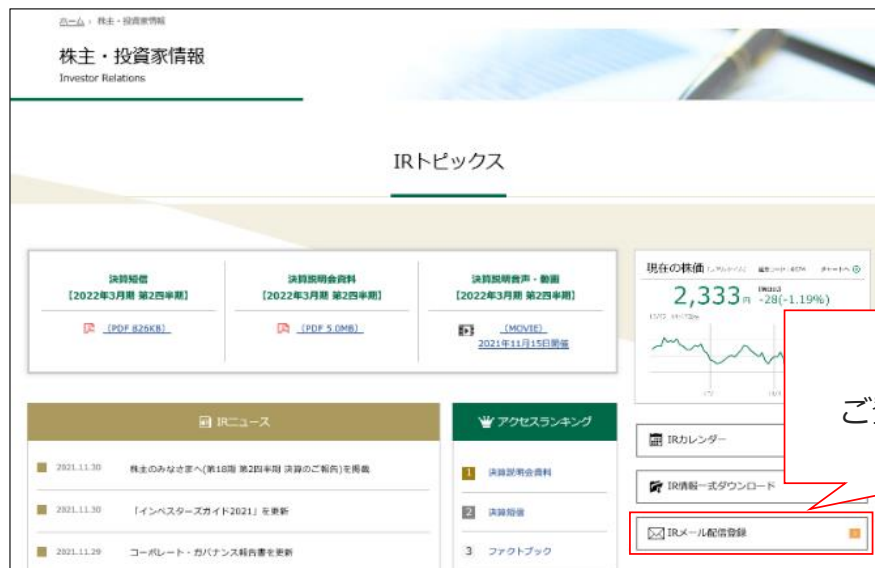 ホーム › 株主・投資家情報
株主・投資家情報
Investor Relations
IRトピックス
決算短信
【2022年3月期 第2四半期】
(PDF 826KB)
決算説明会資料
【2022年3月期 第2四半期】
(PDF 5.0MB)
決算説明会音声・動画
【2022年3月期 第2四半期】
(MOVIE)
2021年11月15日開催
現在の株価
2,333円
-28(-1.19%)
IRニュース
2021.11.30 株主のみなさまへ(第18期 第2四半期 決算のご報告)を掲載
2021.11.30 「インベスターズガイド2021」を更新
2021.11.29 コーポレート・ガバナンス報告書を更新
アクセスランキング
1 決算説明会資料
2 決算短信
3 ファクトブック
IRカレンダー
IR情報一式ダウンロード
IRメール配信登録